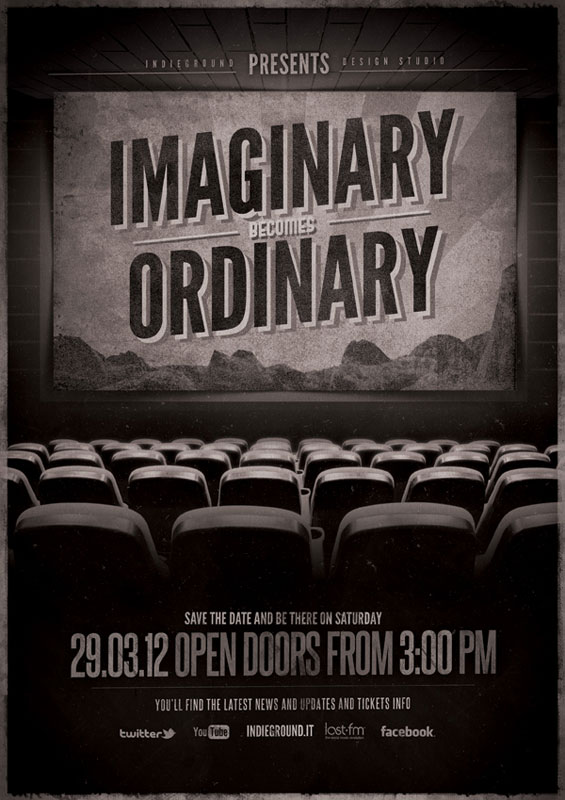 INDIEGROUND PRESENTS DESIGN STUDIO
IMAGINARY
BECOMES
ORDINARY
SAVE THE DATE AND BE THERE ON SATURDAY
29.03.12 OPEN DOORS FROM 3:00 PM
YOU'LL FIND THE LATEST NEWS AND UPDATES AND TICKETS INFO
twitter YouTube INDIEGROUND.IT lost.fm facebook